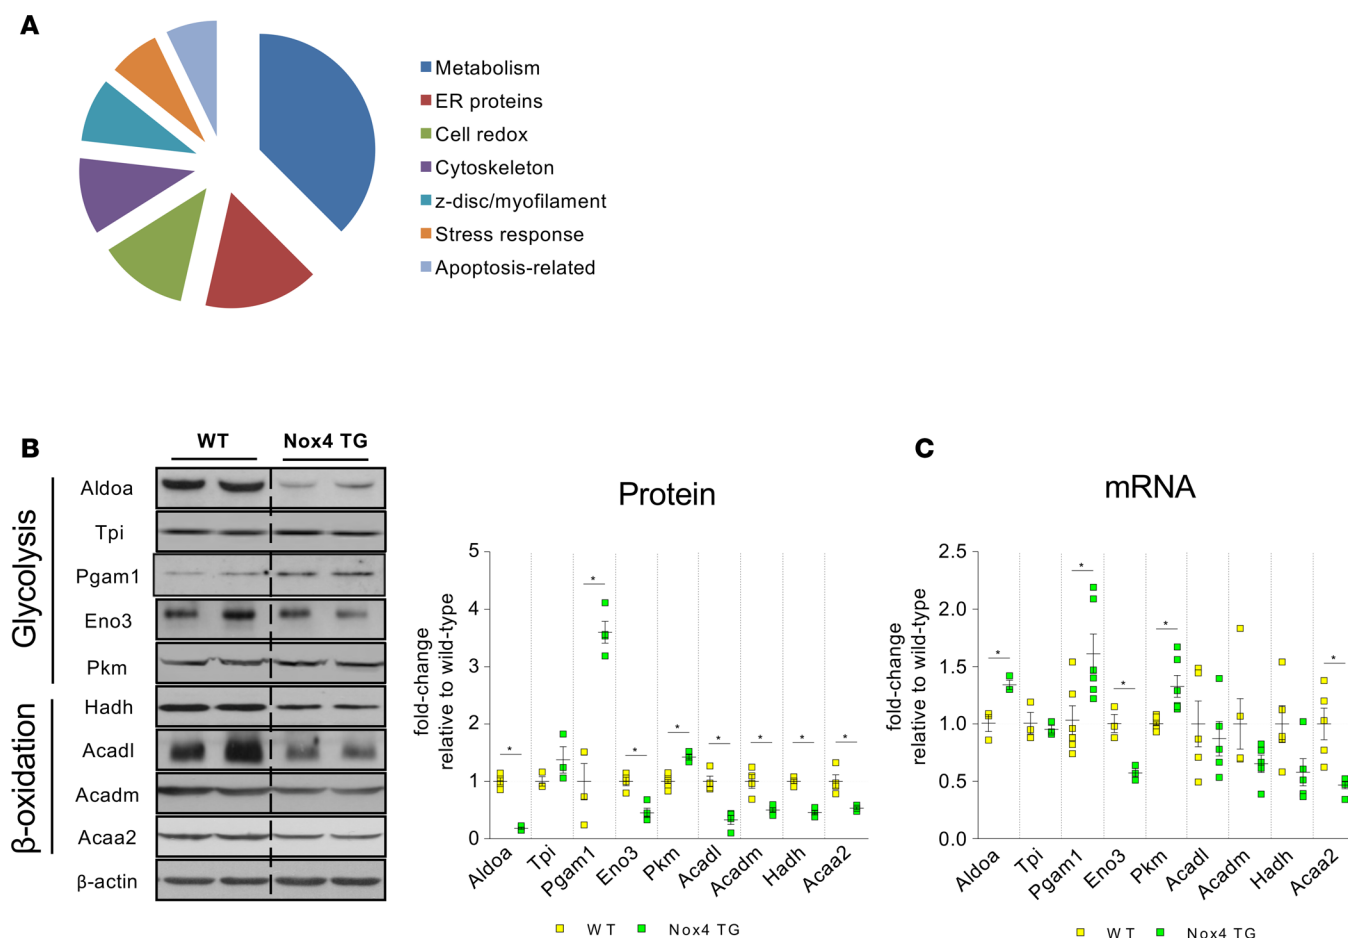 A
Metabolism
ER proteins
Cell redox
Cytoskeleton
z-disc/myofilament
Stress response
Apoptosis-related
B
WT
Nox4 TG
Glycolysis
Aldoa
Tpi
Pgam1
Eno3
Pkm
β-oxidation
Hadh
Acadl
Acadm
Acaa2
β-actin
Protein
fold-change
relative to wild-type
5
4
3
2
1
0
*
*
*
*
*
*
*
*
Aldoa
Tpi
Pgam1
Eno3
Pkm
Acadl
Acadm
Hadh
Acaa2
WT
Nox4 TG
C
mRNA
fold-change
relative to wild-type
2.5
2.0
1.5
1.0
0.5
0.0
*
*
*
*
*
Aldoa
Tpi
Pgam1
Eno3
Pkm
Acadl
Acadm
Hadh
Acaa2
WT
Nox4 TG